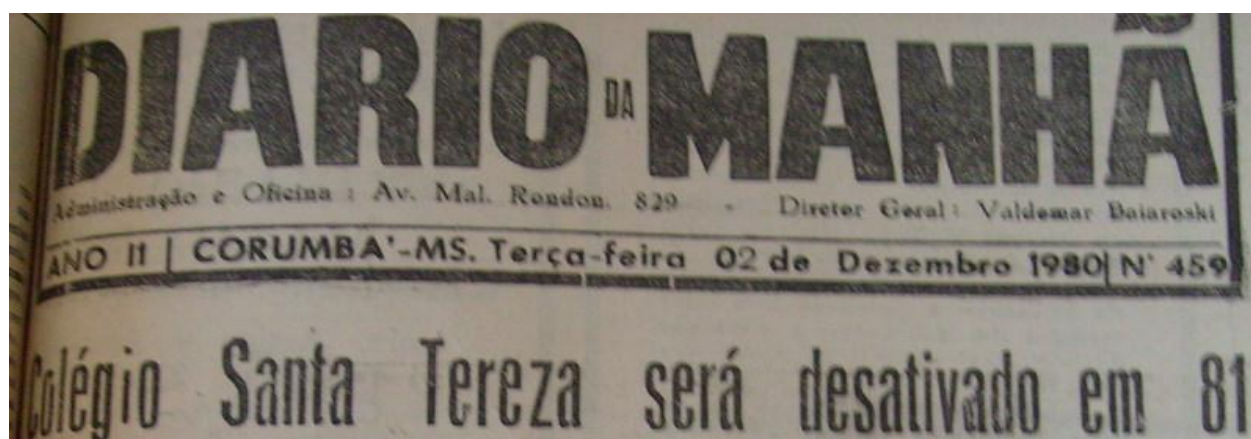 DIARIO DA MANHÃ
Administração e Oficina : Av. Mal. Rondon, 829 - Diretor Geral : Valdemar Baiaroski
ANO II | CORUMBA'-MS. Terça-feira 02 de Dezembro 1980 | N' 459
Colégio Santa Tereza será desativado em 81